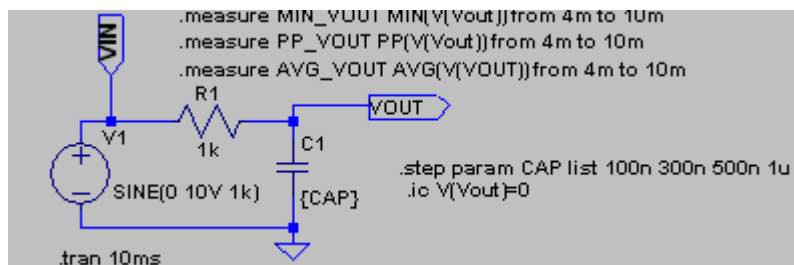 .measure MIN_VOUT MIN(V(Vout))from 4m to 10m
.measure PP_VOUT PP(V(Vout))from 4m to 10m
.measure AVG_VOUT AVG(V(VOUT))from 4m to 10m
VIN
R1
VOUT
V1
1k
C1
.step param CAP list 100n 300n 500n 1u
SINE(0 10V 1k)
{CAP}
.ic V(Vout)=0
.tran 10ms